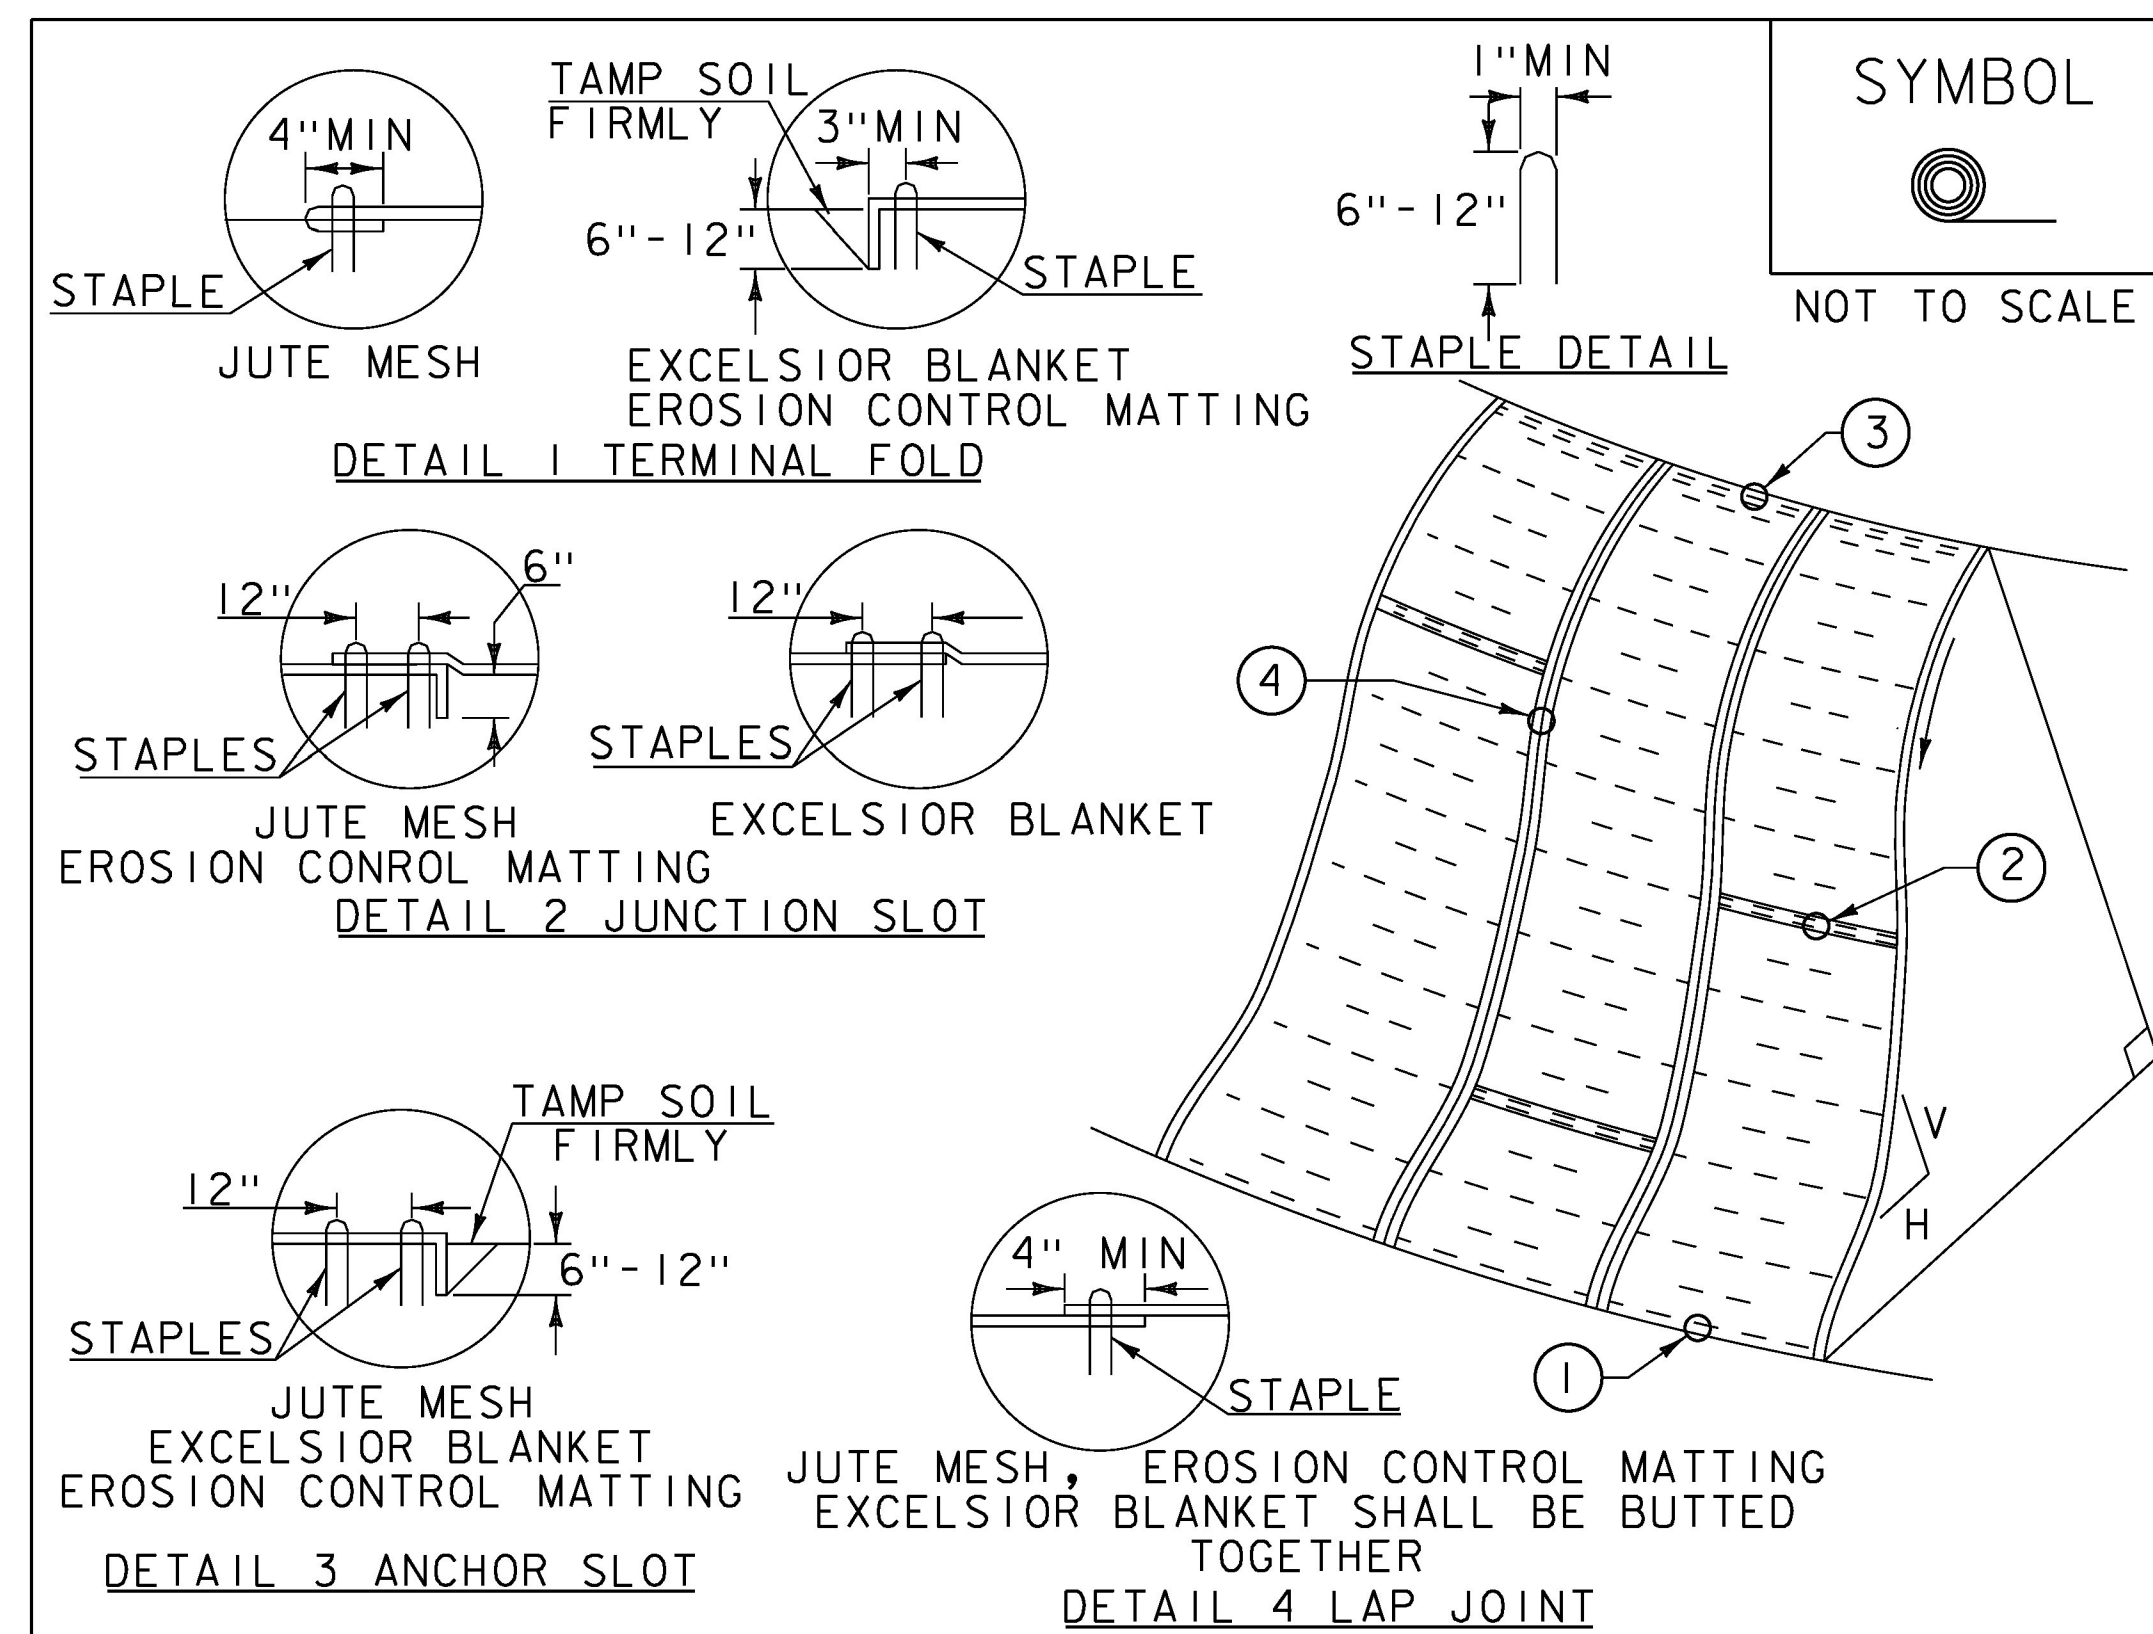 4"MIN
STAPLE
JUTE MESH
TAMP SOIL
FIRMLY
3"MIN
6"-12"
STAPLE
EXCELSIOR BLANKET
EROSION CONTROL MATTING
DETAIL 1 TERMINAL FOLD
1"MIN
6"-12"
STAPLE DETAIL
SYMBOL
NOT TO SCALE
12"
6"
STAPLES
JUTE MESH
EROSION CONROL MATTING
12"
STAPLES
EXCELSIOR BLANKET
DETAIL 2 JUNCTION SLOT
3
4
2
V
H
1
TAMP SOIL
FIRMLY
12"
6"-12"
STAPLES
JUTE MESH
EXCELSIOR BLANKET
EROSION CONTROL MATTING
DETAIL 3 ANCHOR SLOT
4" MIN
STAPLE
JUTE MESH, EROSION CONTROL MATTING
EXCELSIOR BLANKET SHALL BE BUTTED
TOGETHER
DETAIL 4 LAP JOINT